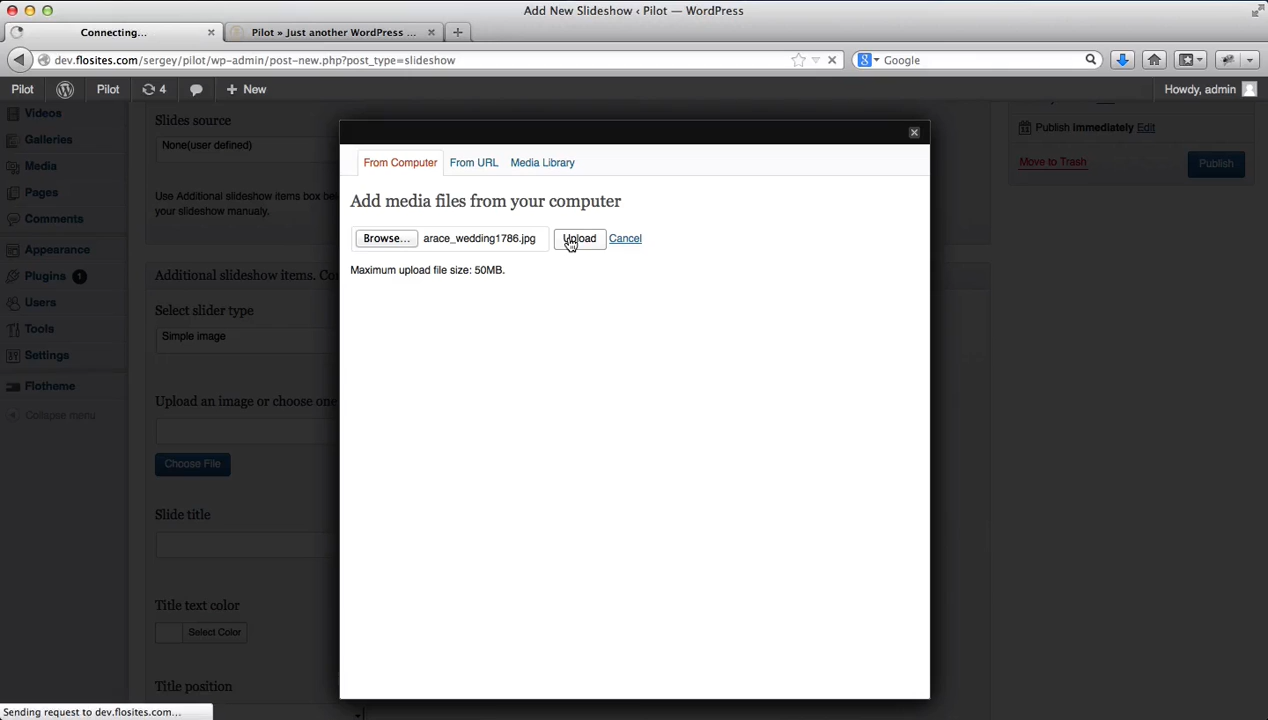 Add New Slideshow ‹ Pilot — WordPress
Connecting...
Pilot » Just another WordPress ...
dev.flosites.com/sergey/pilot/wp-admin/post-new.php?post_type=slideshow
Google
Pilot
Pilot
4
New
Howdy, admin
Videos
Galleries
Media
Pages
Comments
Appearance
Plugins 1
Users
Tools
Settings
Flotheme
Collapse menu
Slides source
None(user defined)
Use Additional slideshow items box
your slideshow manualy.
Additional slideshow items.
Select slider type
Simple image
Upload an image or choose one
Choose File
Slide title
Title text color
Select Color
Title position
From Computer
From URL
Media Library
Add media files from your computer
Browse...
arace_wedding1786.jpg
Upload
Cancel
Maximum upload file size: 50MB.
Publish immediately Edit
Move to Trash
Publish
Sending request to dev.flosites.com...